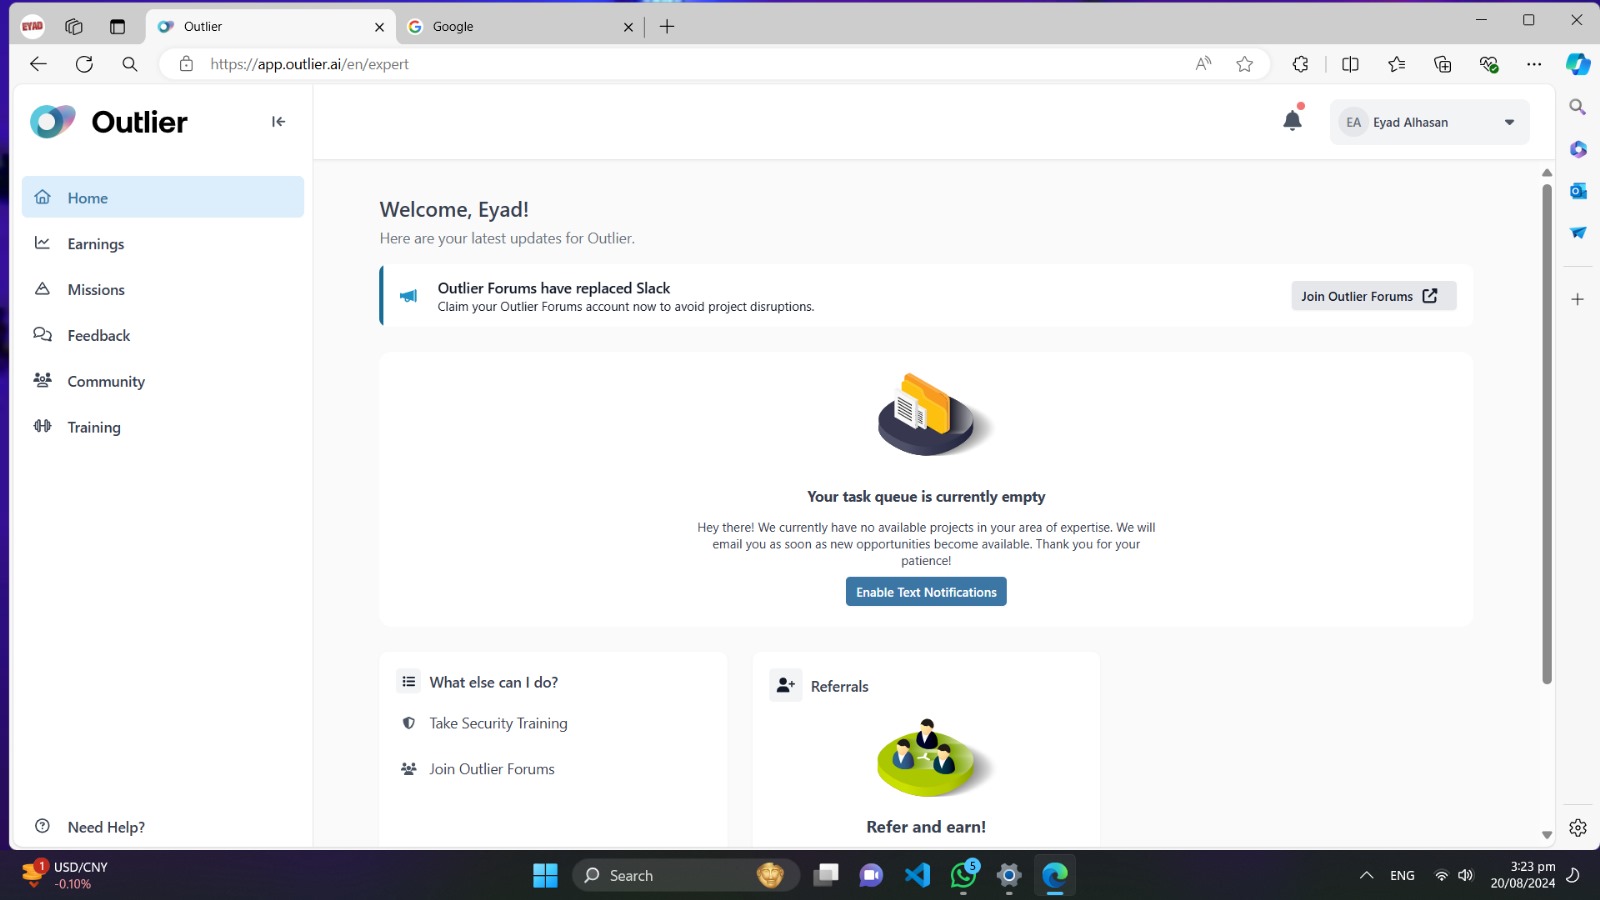 EYAD
Outlier
Google
https://app.outlier.ai/en/expert
Outlier
EA Eyad Alhasan
Home
Earnings
Missions
Feedback
Community
Training
Need Help?
Welcome, Eyad!
Here are your latest updates for Outlier.
Outlier Forums have replaced Slack
Claim your Outlier Forums account now to avoid project disruptions.
Join Outlier Forums
Your task queue is currently empty
Hey there! We currently have no available projects in your area of expertise. We will
email you as soon as new opportunities become available. Thank you for your
patience!
Enable Text Notifications
What else can I do?
Take Security Training
Join Outlier Forums
Referrals
Refer and earn!
1
USD/CNY
-0.10%
Search
5
ENG
3:23 pm
20/08/2024